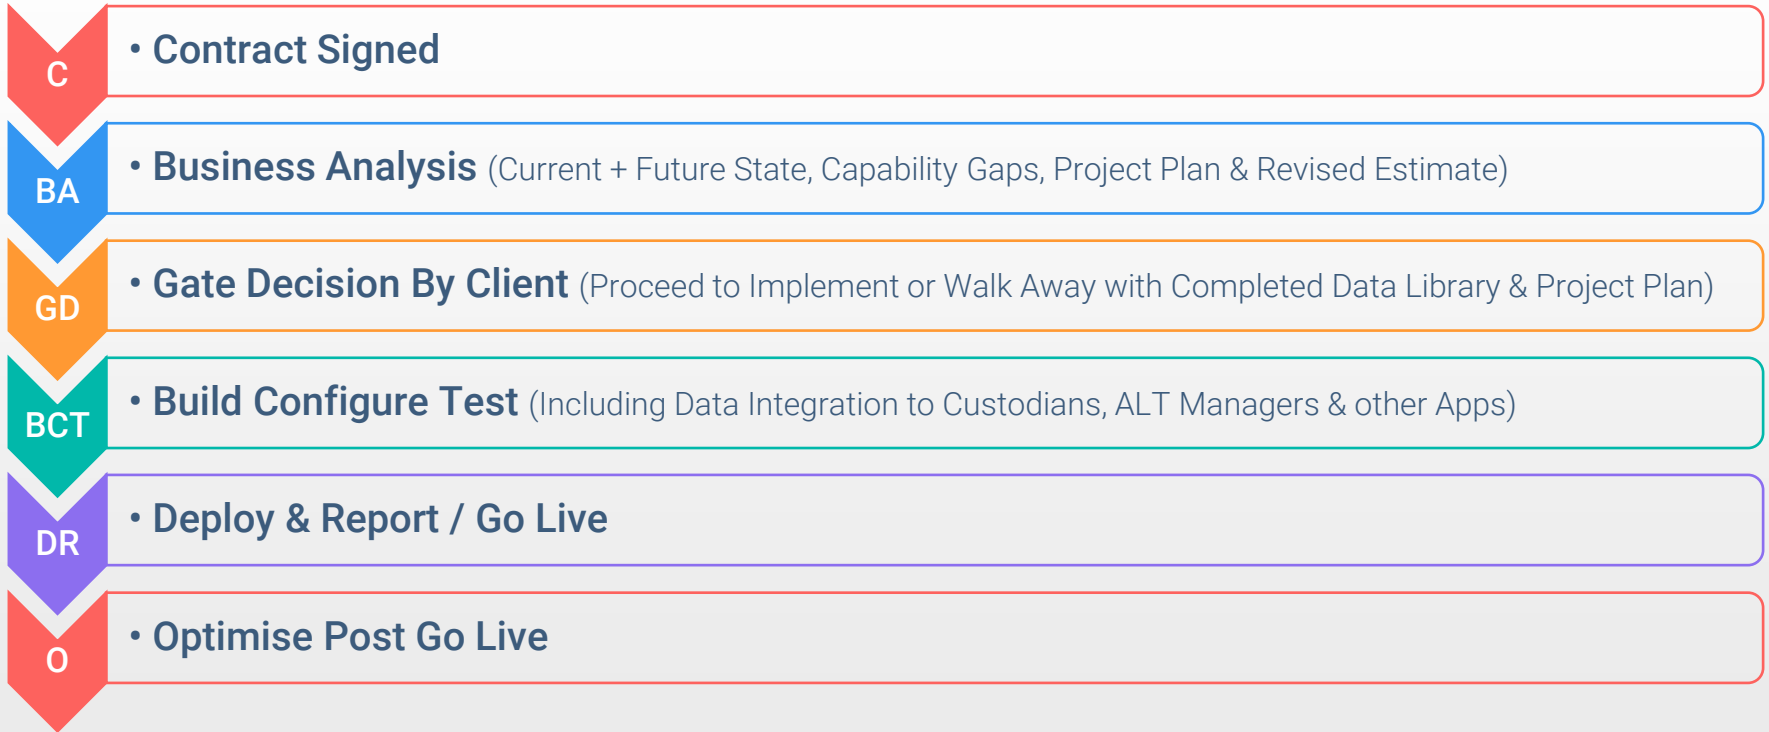 C
• Contract Signed
BA
• Business Analysis (Current + Future State, Capability Gaps, Project Plan & Revised Estimate)
GD
• Gate Decision By Client (Proceed to Implement or Walk Away with Completed Data Library & Project Plan)
BCT
• Build Configure Test (Including Data Integration to Custodians, ALT Managers & other Apps)
DR
• Deploy & Report / Go Live
O
• Optimise Post Go Live